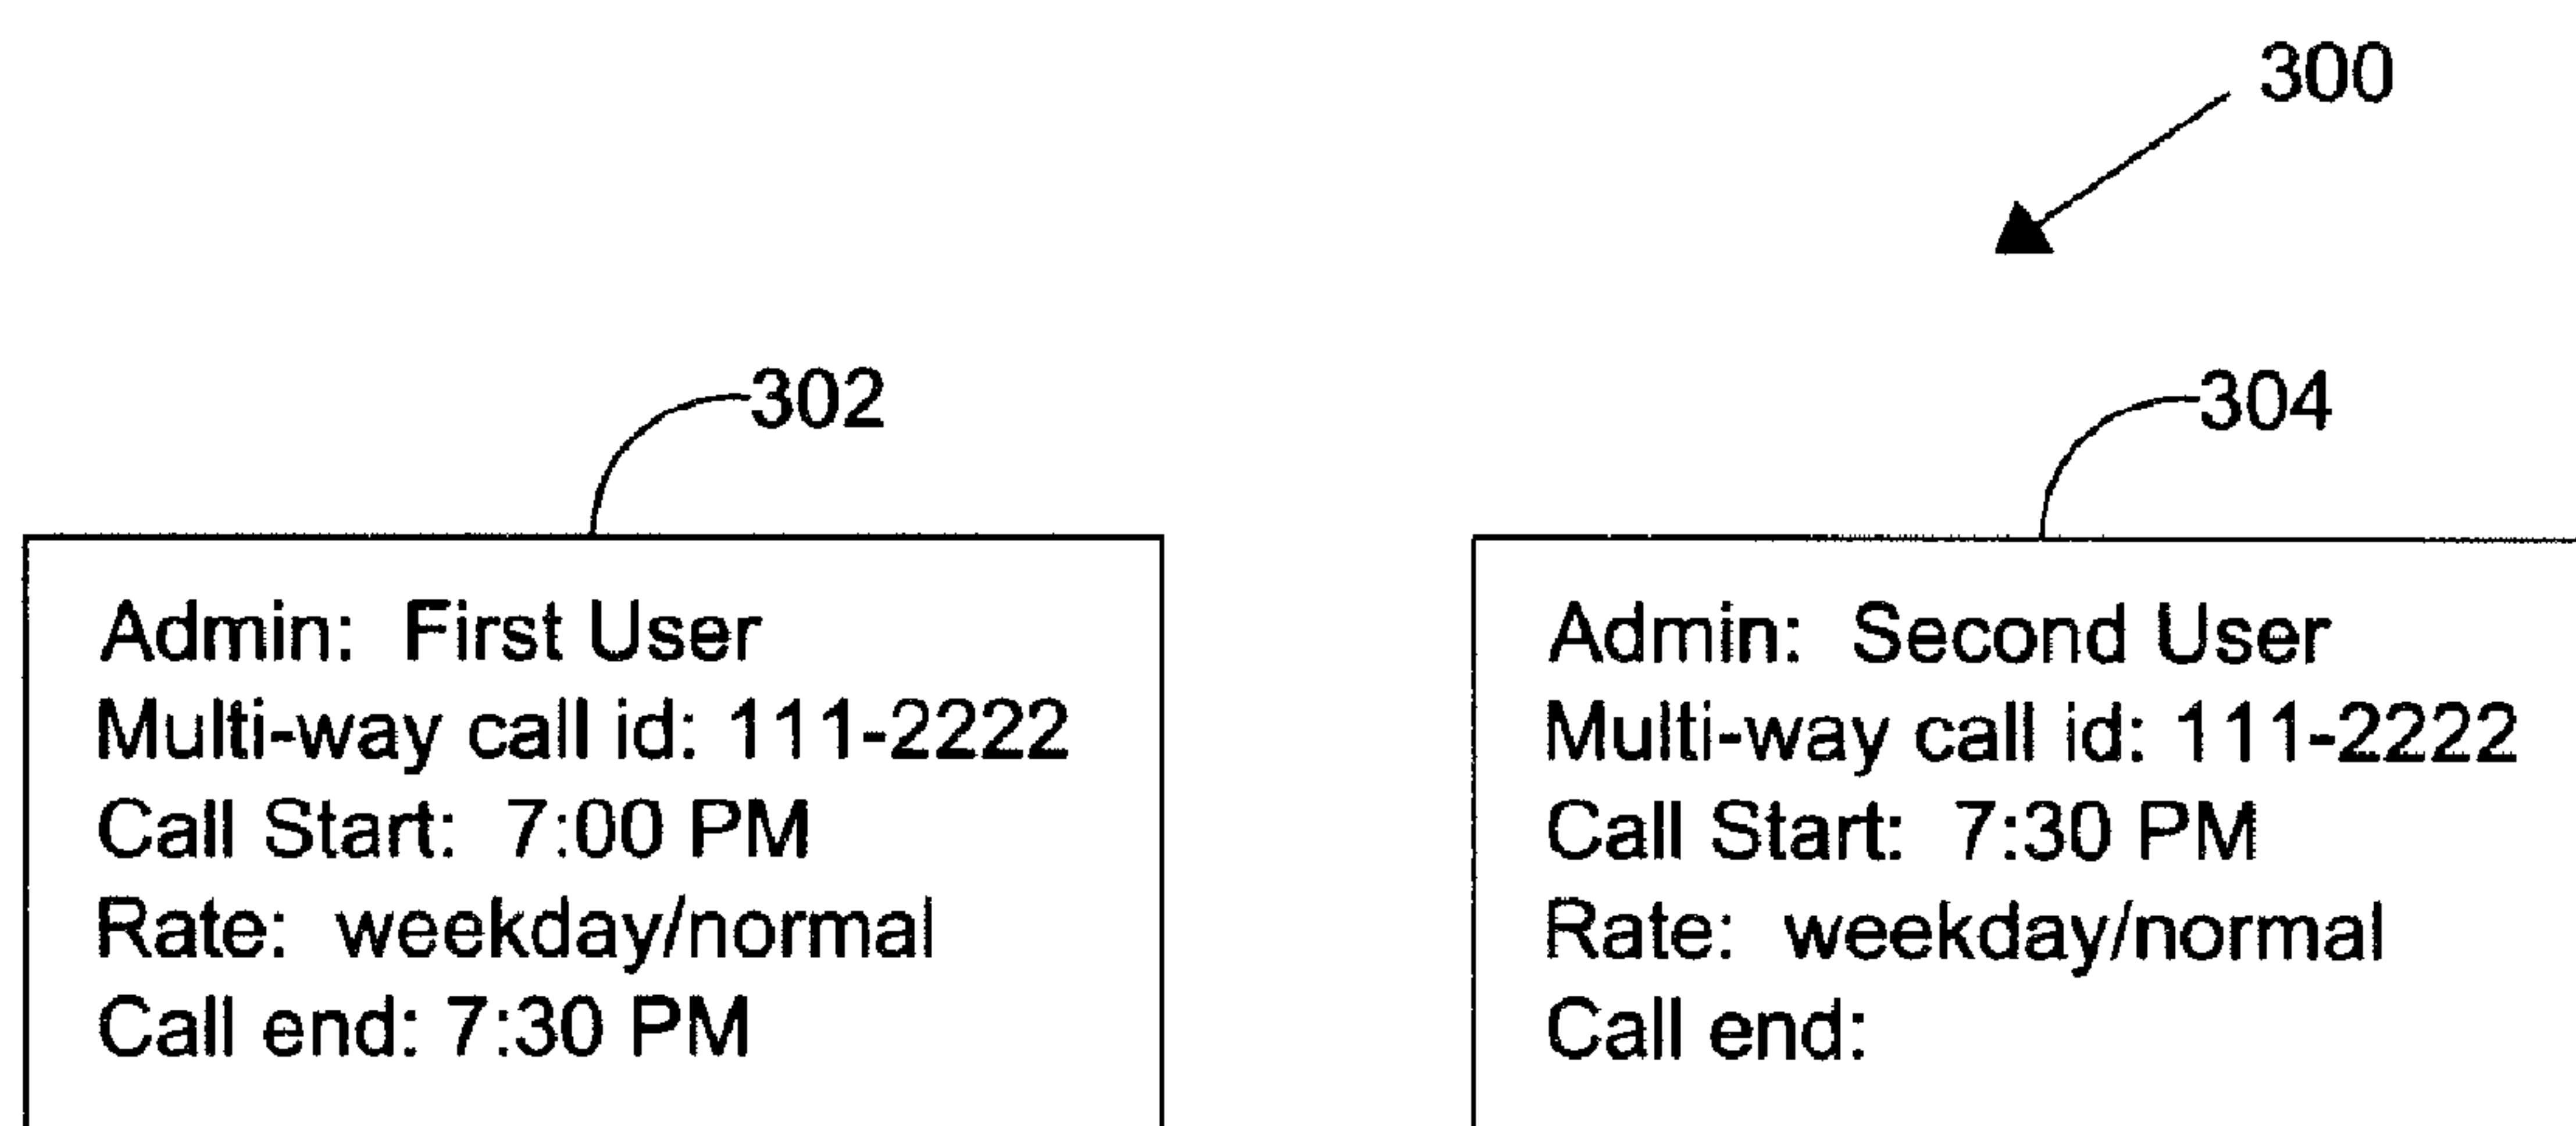 300
302
304
Admin: First User
Multi-way call id: 111-2222
Call Start: 7:00 PM
Rate: weekday/normal
Call end: 7:30 PM
Admin: Second User
Multi-way call id: 111-2222
Call Start: 7:30 PM
Rate: weekday/normal
Call end: